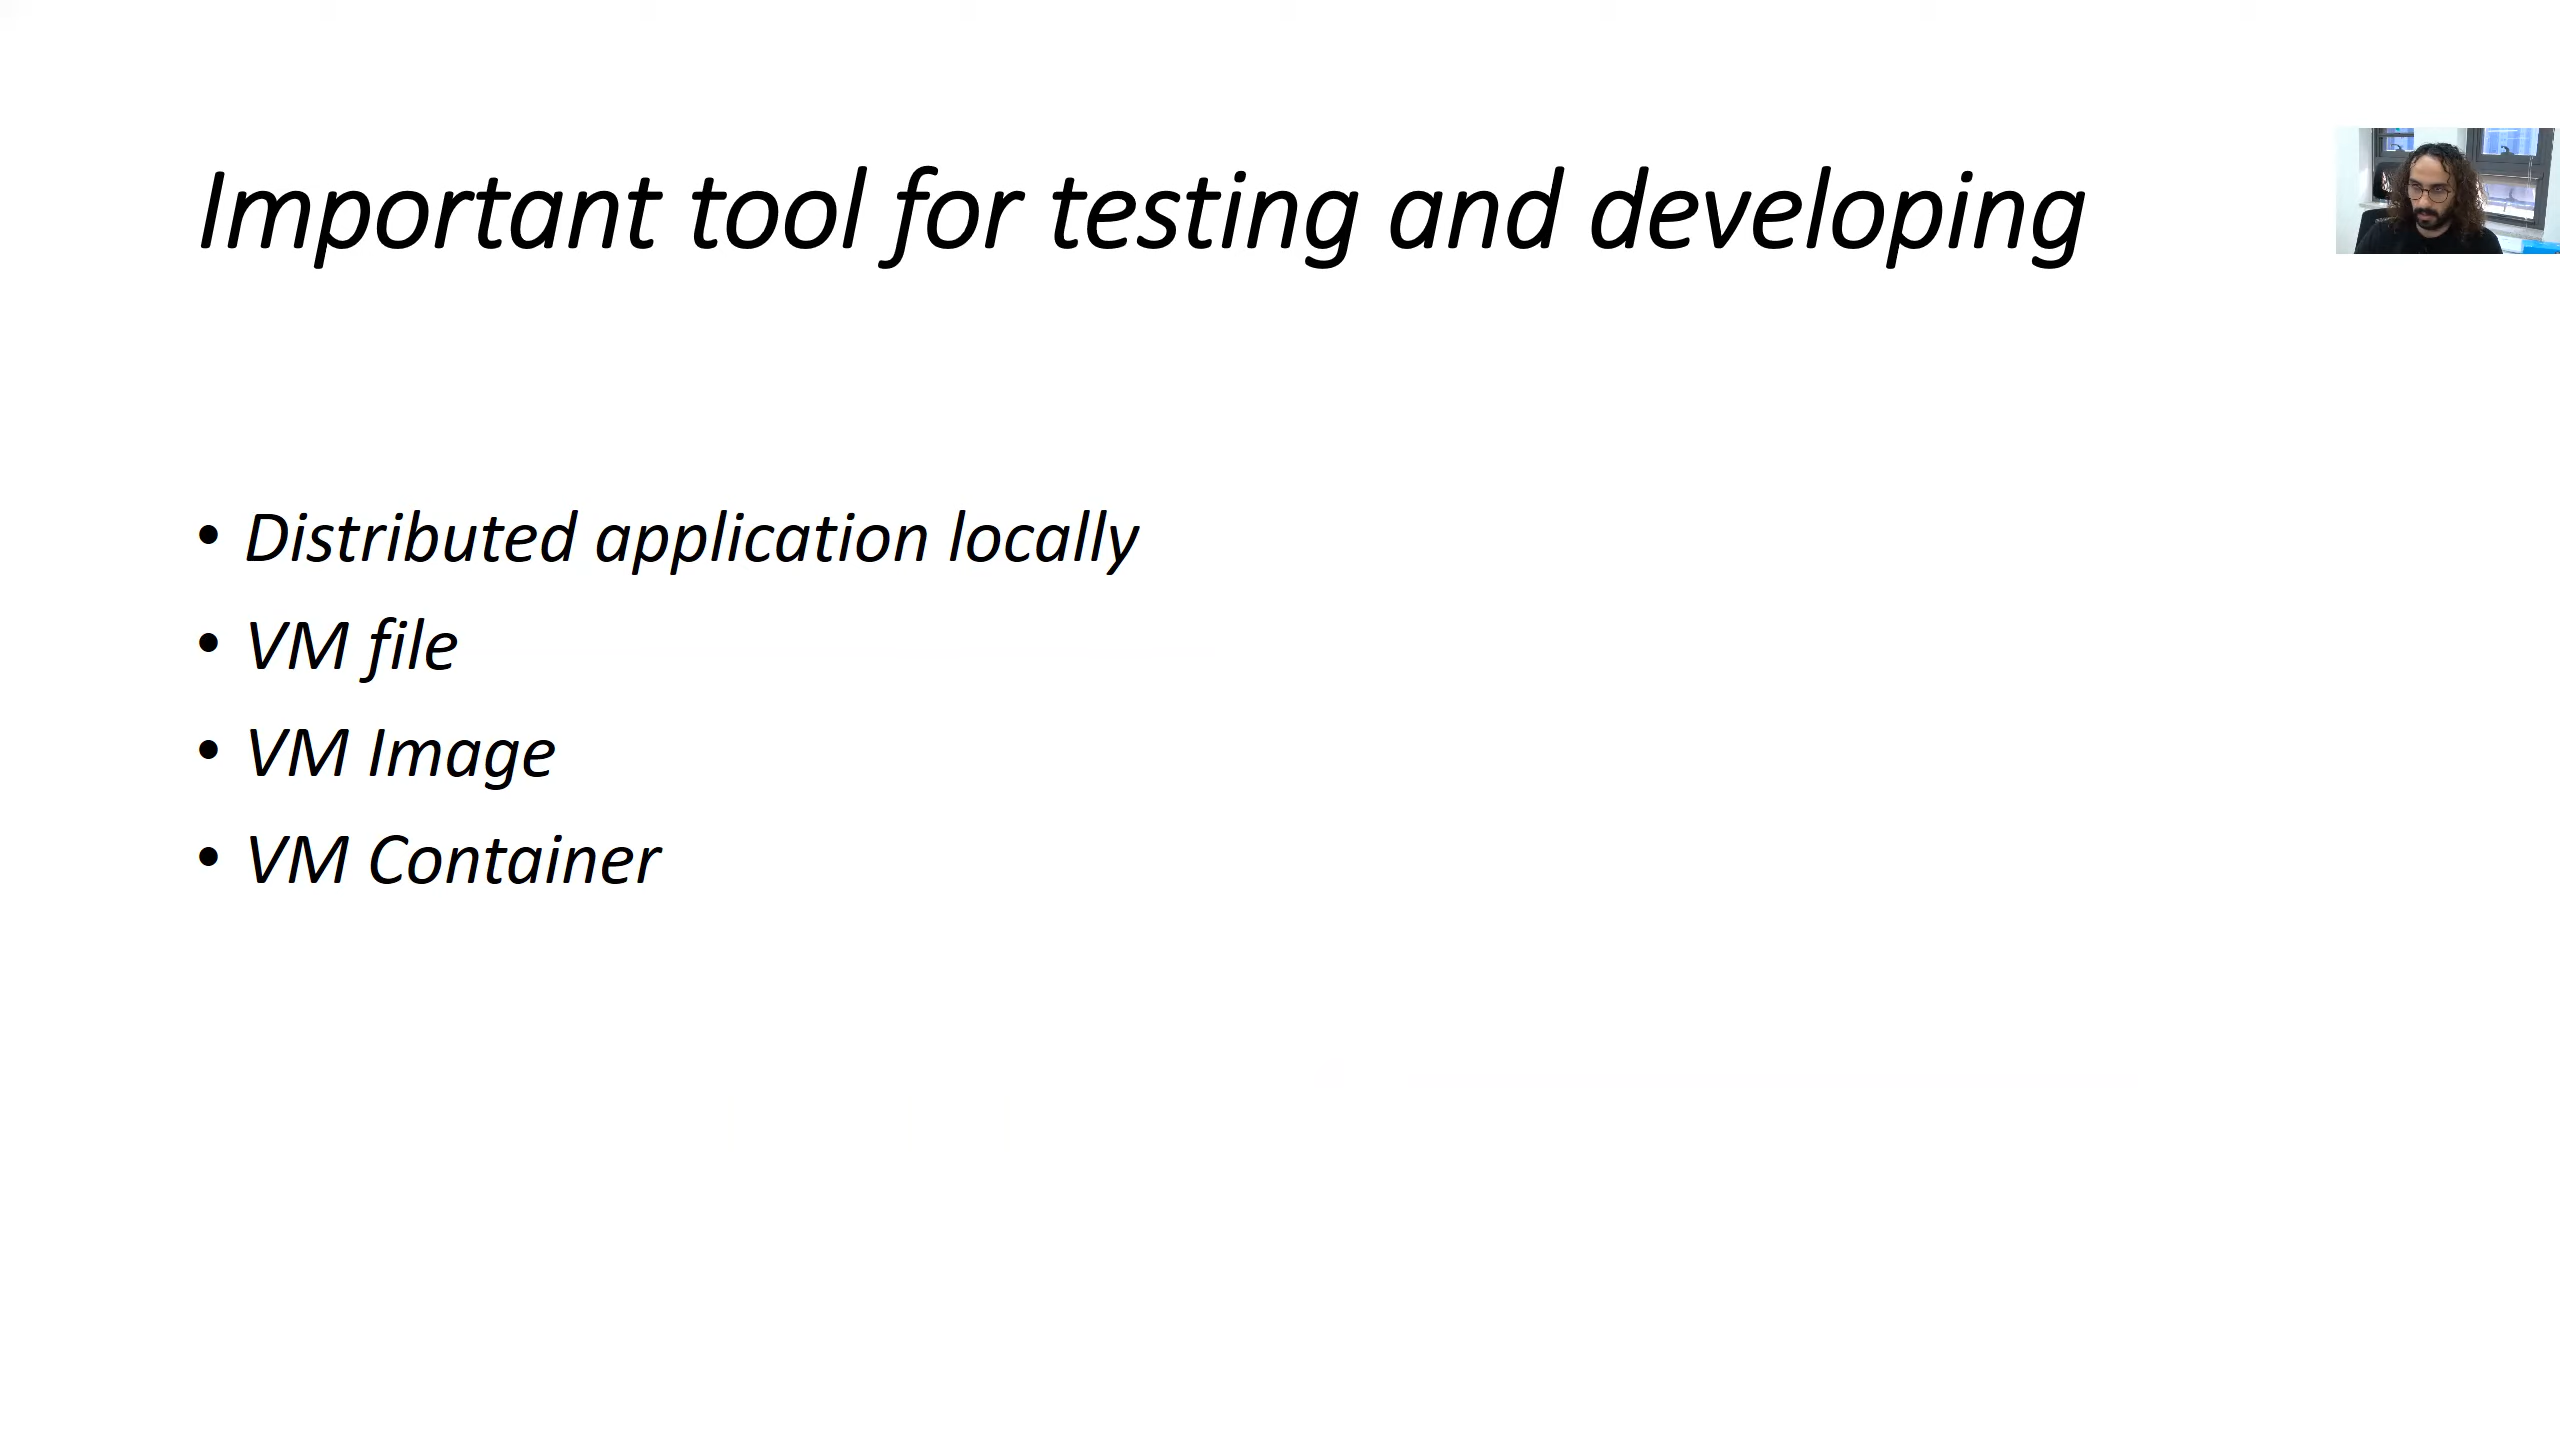 Important tool for testing and developing
• Distributed application locally
• VM file
• VM Image
• VM Container